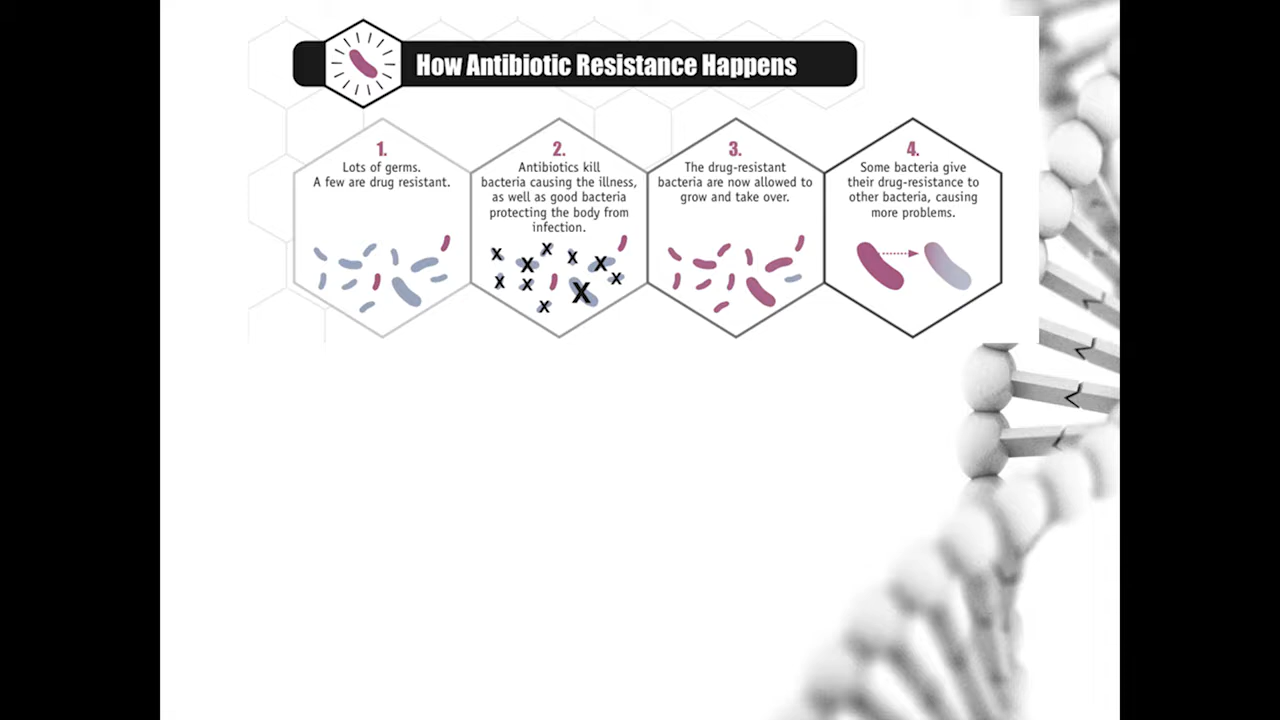 How Antibiotic Resistance Happens
1.
Lots of germs.
A few are drug resistant.
2.
Antibiotics kill
bacteria causing the illness,
as well as good bacteria
protecting the body from
infection.
X X X X X X X X X X X
3.
The drug-resistant
bacteria are now allowed to
grow and take over.
4.
Some bacteria give
their drug-resistance to
other bacteria, causing
more problems.